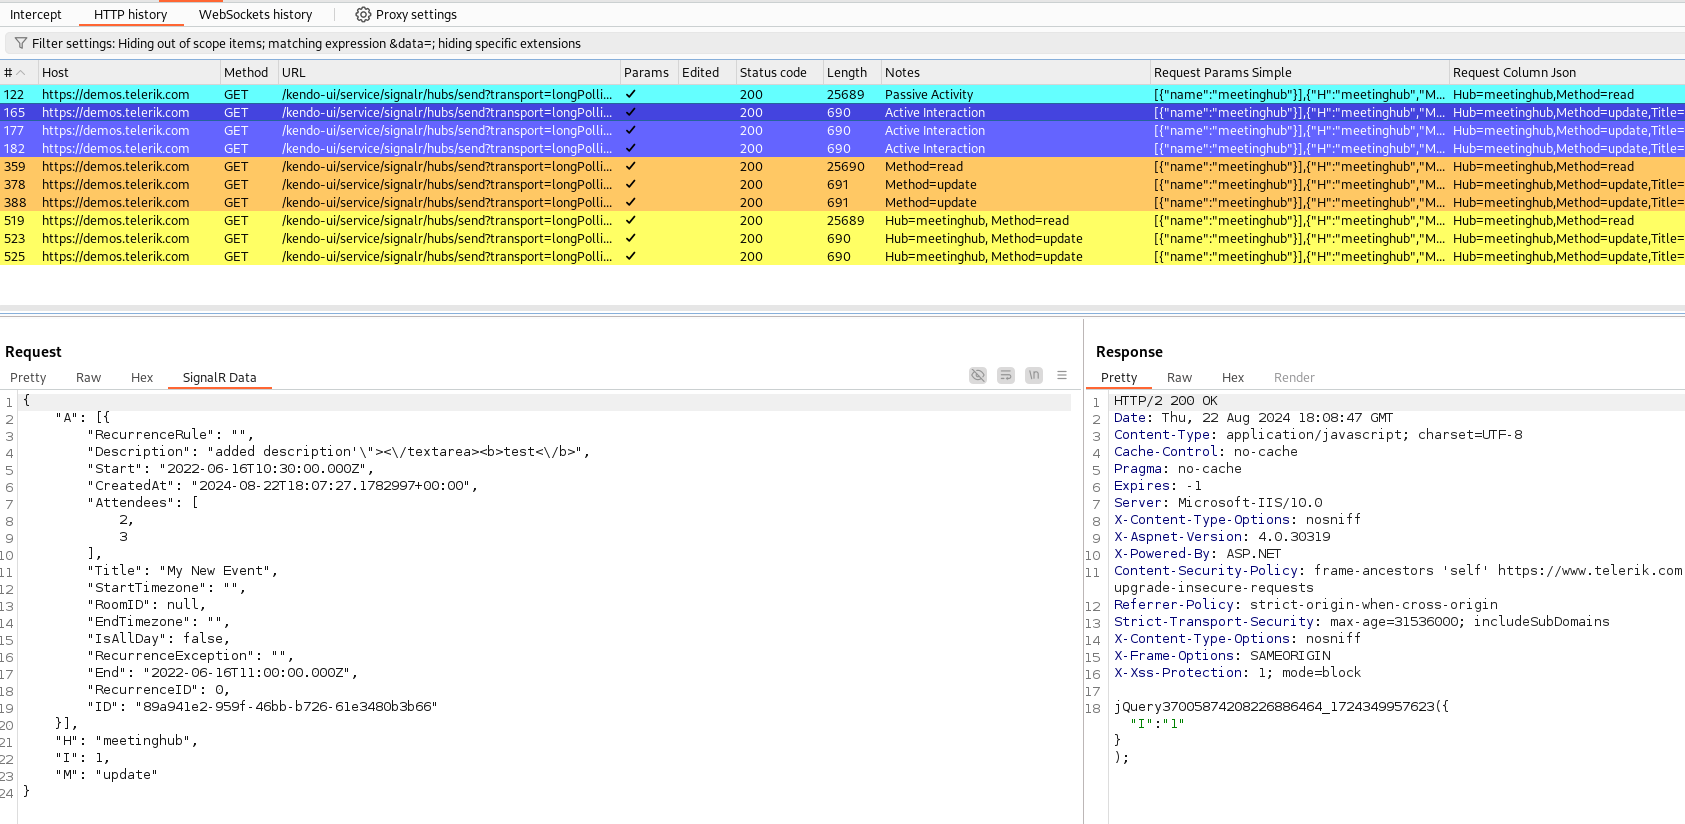 Intercept HTTP history WebSockets history Proxy settings
Filter settings: Hiding out of scope items; matching expression &data=; hiding specific extensions
# Host Method URL Params Edited Status code Length Notes Request Params Simple Request Column Json
122 https://demos.telerik.com GET /kendo-ui/service/signalr/hubs/send?transport=longPolli... ✓ 200 25689 Passive Activity [{"name":"meetinghub"}],{"H":"meetinghub","M... Hub=meetinghub,Method=read
165 https://demos.telerik.com GET /kendo-ui/service/signalr/hubs/send?transport=longPolli... ✓ 200 690 Active Interaction [{"name":"meetinghub"}],{"H":"meetinghub","M... Hub=meetinghub,Method=update,Title=
177 https://demos.telerik.com GET /kendo-ui/service/signalr/hubs/send?transport=longPolli... ✓ 200 690 Active Interaction [{"name":"meetinghub"}],{"H":"meetinghub","M... Hub=meetinghub,Method=update,Title=
182 https://demos.telerik.com GET /kendo-ui/service/signalr/hubs/send?transport=longPolli... ✓ 200 690 Active Interaction [{"name":"meetinghub"}],{"H":"meetinghub","M... Hub=meetinghub,Method=update,Title=
359 https://demos.telerik.com GET /kendo-ui/service/signalr/hubs/send?transport=longPolli... ✓ 200 25690 Method=read [{"name":"meetinghub"}],{"H":"meetinghub","M... Hub=meetinghub,Method=read
378 https://demos.telerik.com GET /kendo-ui/service/signalr/hubs/send?transport=longPolli... ✓ 200 691 Method=update [{"name":"meetinghub"}],{"H":"meetinghub","M... Hub=meetinghub,Method=update,Title=
388 https://demos.telerik.com GET /kendo-ui/service/signalr/hubs/send?transport=longPolli... ✓ 200 691 Method=update [{"name":"meetinghub"}],{"H":"meetinghub","M... Hub=meetinghub,Method=update,Title=
519 https://demos.telerik.com GET /kendo-ui/service/signalr/hubs/send?transport=longPolli... ✓ 200 25689 Hub=meetinghub, Method=read [{"name":"meetinghub"}],{"H":"meetinghub","M... Hub=meetinghub,Method=read
523 https://demos.telerik.com GET /kendo-ui/service/signalr/hubs/send?transport=longPolli... ✓ 200 690 Hub=meetinghub, Method=update [{"name":"meetinghub"}],{"H":"meetinghub","M... Hub=meetinghub,Method=update,Title=
525 https://demos.telerik.com GET /kendo-ui/service/signalr/hubs/send?transport=longPolli... ✓ 200 690 Hub=meetinghub, Method=update [{"name":"meetinghub"}],{"H":"meetinghub","M... Hub=meetinghub,Method=update,Title=
Request
Pretty Raw Hex SignalR Data \n
1 {
2 "A": [{
3 "RecurrenceRule": "",
4 "Description": "added description'\"><\/textarea><b>test<\/b>",
5 "Start": "2022-06-16T10:30:00.000Z",
6 "CreatedAt": "2024-08-22T18:07:27.1782997+00:00",
7 "Attendees": [
8 2,
9 3
10 ],
11 "Title": "My New Event",
12 "StartTimezone": "",
13 "RoomID": null,
14 "EndTimezone": "",
15 "IsAllDay": false,
16 "RecurrenceException": "",
17 "End": "2022-06-16T11:00:00.000Z",
18 "RecurrenceID": 0,
19 "ID": "89a941e2-959f-46bb-b726-61e3480b3b66"
20 }],
21 "H": "meetinghub",
22 "I": 1,
23 "M": "update"
24 }
Response
Pretty Raw Hex Render
1 HTTP/2 200 OK
2 Date: Thu, 22 Aug 2024 18:08:47 GMT
3 Content-Type: application/javascript; charset=UTF-8
4 Cache-Control: no-cache
5 Pragma: no-cache
6 Expires: -1
7 Server: Microsoft-IIS/10.0
8 X-Content-Type-Options: nosniff
9 X-Aspnet-Version: 4.0.30319
10 X-Powered-By: ASP.NET
11 Content-Security-Policy: frame-ancestors 'self' https://www.telerik.com
upgrade-insecure-requests
12 Referrer-Policy: strict-origin-when-cross-origin
13 Strict-Transport-Security: max-age=31536000; includeSubDomains
14 X-Content-Type-Options: nosniff
15 X-Frame-Options: SAMEORIGIN
16 X-Xss-Protection: 1; mode=block
17
18 jQuery37005874208226886464_1724349957623({
"I":"1"
}
);